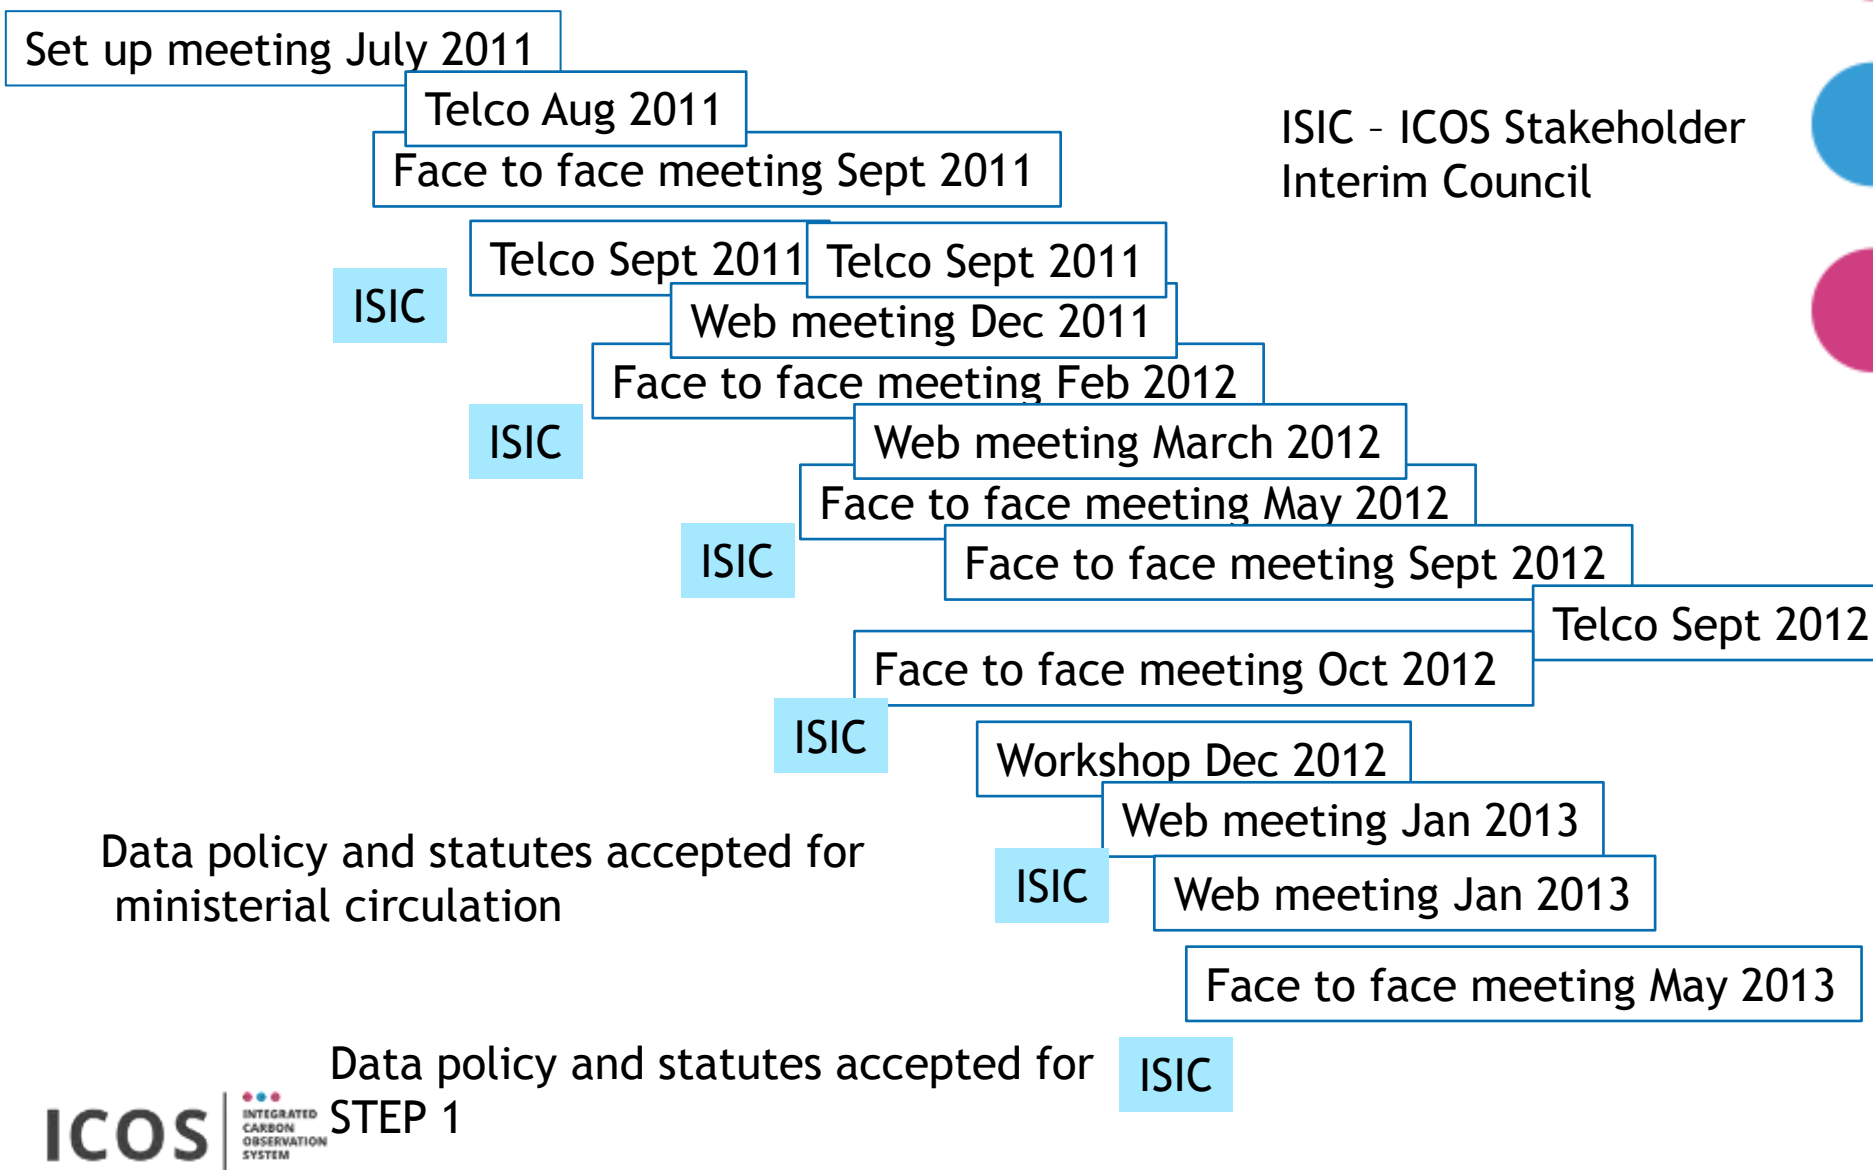 Set up meeting July 2011
Telco Aug 2011
ISIC – ICOS Stakeholder
Interim Council
Face to face meeting Sept 2011
Telco Sept 2011
Telco Sept 2011
ISIC
Web meeting Dec 2011
Face to face meeting Feb 2012
ISIC
Web meeting March 2012
Face to face meeting May 2012
ISIC
Face to face meeting Sept 2012
Telco Sept 2012
Face to face meeting Oct 2012
ISIC
Workshop Dec 2012
Web meeting Jan 2013
Data policy and statutes accepted for
ministerial circulation
ISIC
Web meeting Jan 2013
Face to face meeting May 2013
Data policy and statutes accepted for
STEP 1
ISIC
ICOS
INTEGRATED
CARBON
OBSERVATION
SYSTEM